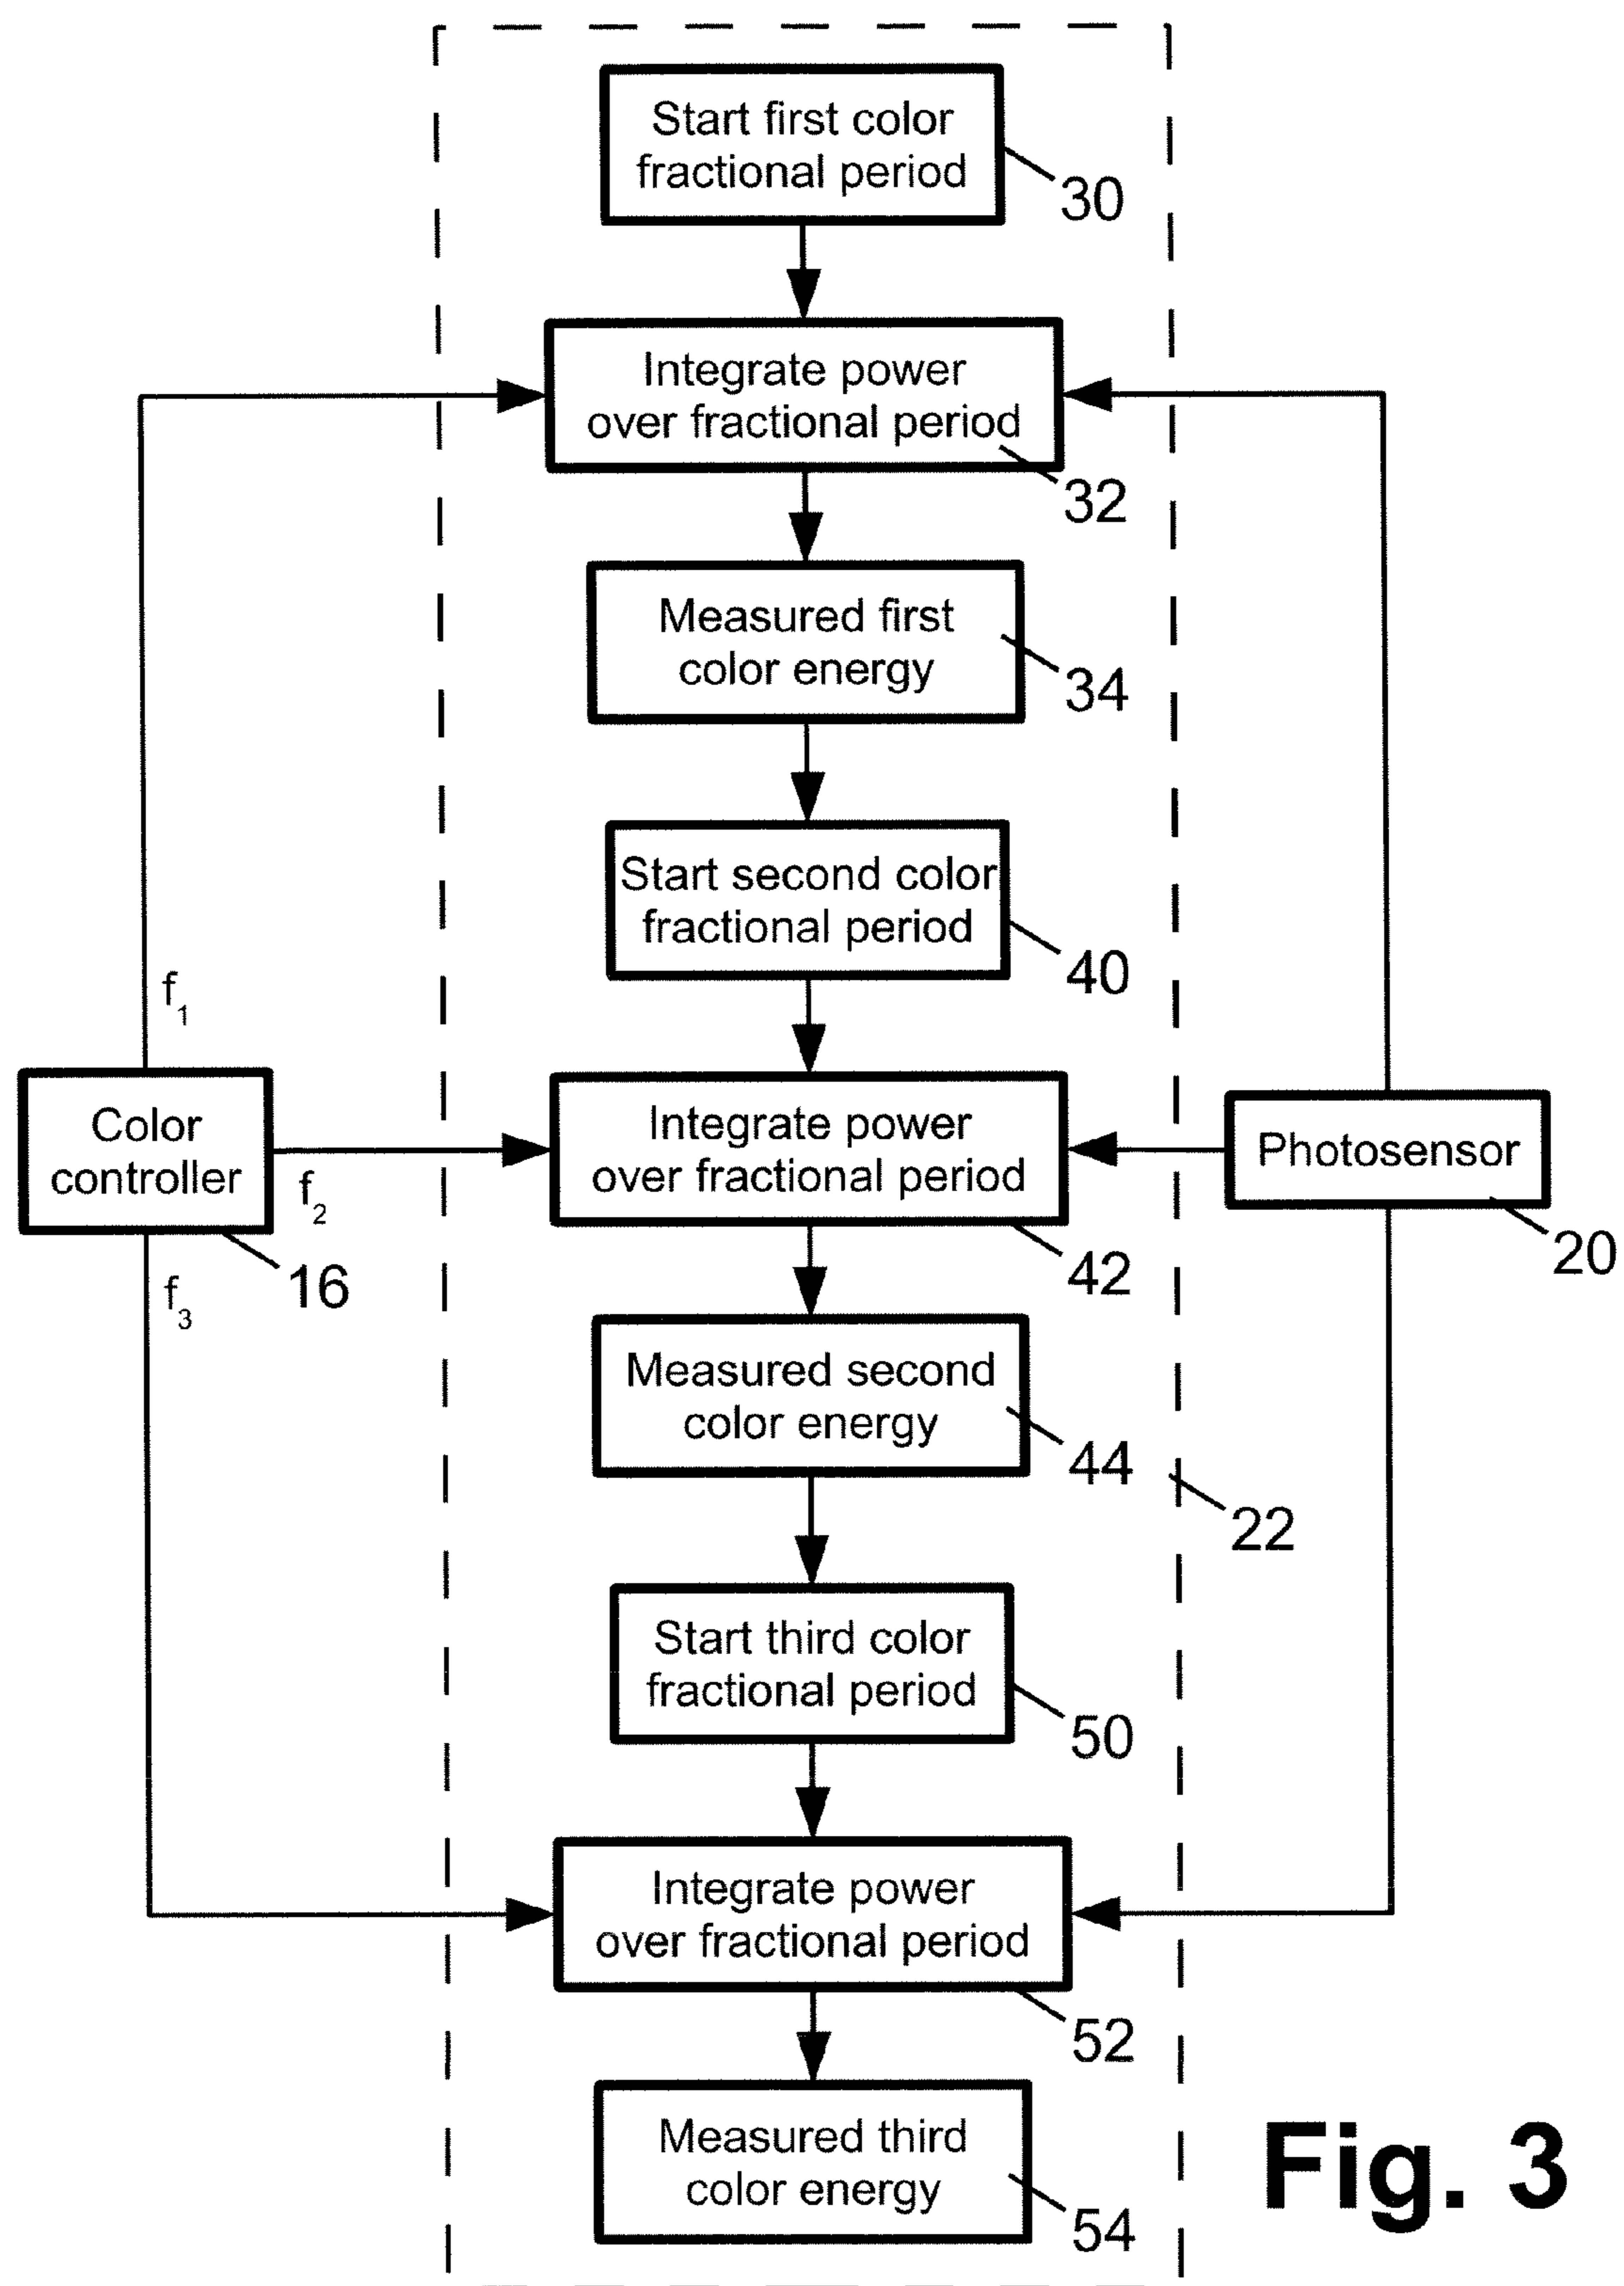 Start first color
fractional period
30
Integrate power
over fractional period
32
Measured first
color energy
34
Start second color
fractional period
40
f1
Color
controller
16
f2
f3
Integrate power
over fractional period
42
Photosensor
20
Measured second
color energy
44
22
Start third color
fractional period
50
Integrate power
over fractional period
52
Measured third
color energy
54
Fig. 3